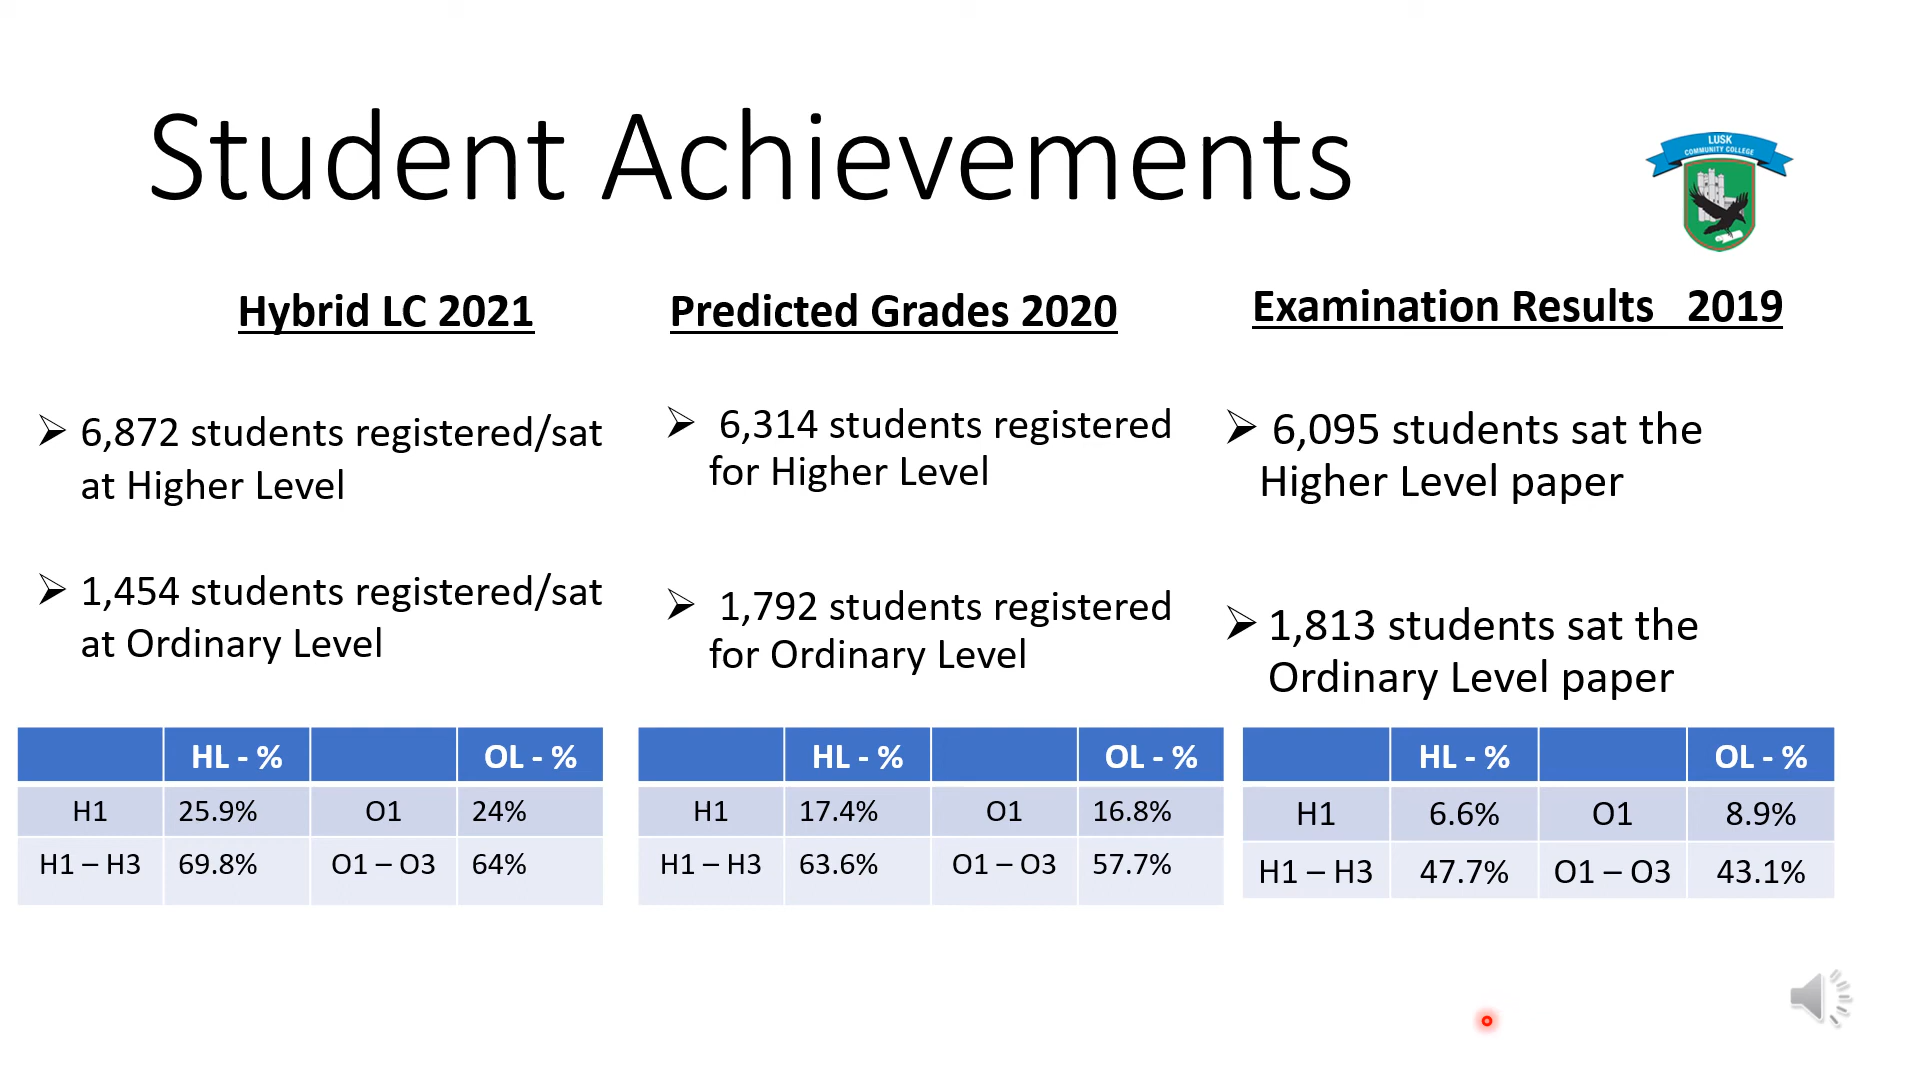 Student Achievements
LUSK
COMMUNITY COLLEGE
Hybrid LC 2021
6,872 students registered/sat
at Higher Level
1,454 students registered/sat
at Ordinary Level
HL - % OL - %
H1 25.9% O1 24%
H1 – H3 69.8% O1 – O3 64%
Predicted Grades 2020
6,314 students registered
for Higher Level
1,792 students registered
for Ordinary Level
HL - % OL - %
H1 17.4% O1 16.8%
H1 – H3 63.6% O1 – O3 57.7%
Examination Results 2019
6,095 students sat the
Higher Level paper
1,813 students sat the
Ordinary Level paper
HL - % OL - %
H1 6.6% O1 8.9%
H1 – H3 47.7% O1 – O3 43.1%